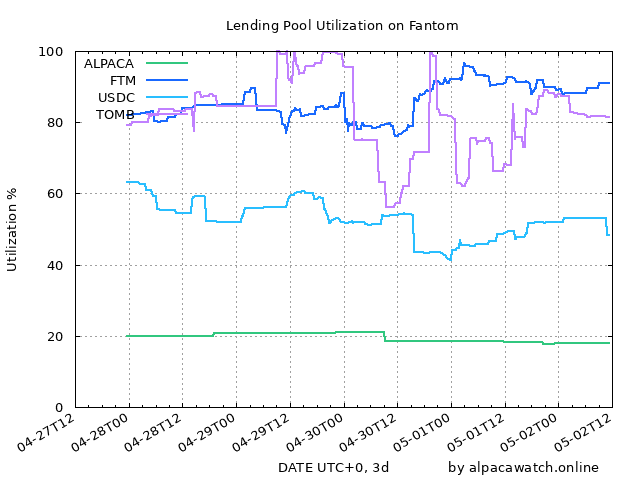 Lending Pool Utilization on Fantom
Utilization %
100
80
60
40
20
0
ALPACA
FTM
USDC
TOMB
04-27T12
04-28T00
04-28T12
04-29T00
04-29T12
04-30T00
04-30T12
05-01T00
05-01T12
05-02T00
05-02T12
DATE UTC+0, 3d
by alpacawatch.online